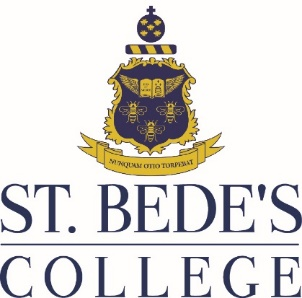 NUNQUAM OTIO TORPEBAT
ST. BEDE'S
COLLEGE